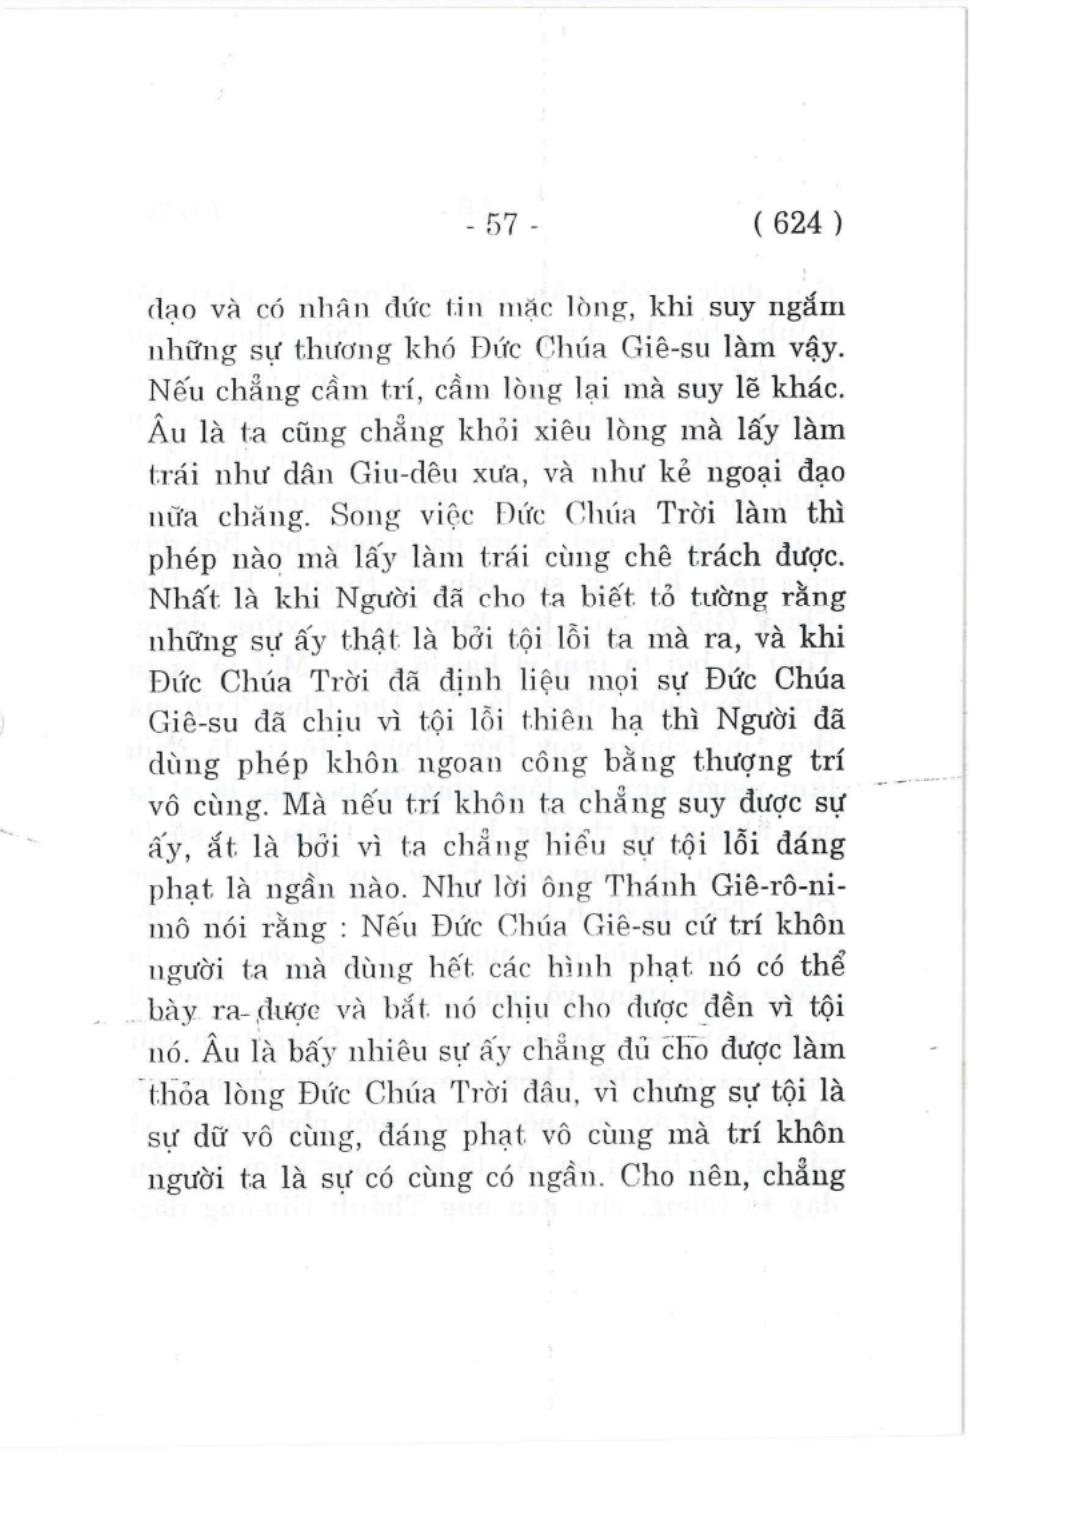 - 57 - ( 624 )
đạo và có nhân đức tin mặc lòng, khi suy ngắm
những sự thương khó Đức Chúa Giê-su làm vậy.
Nếu chẳng cầm trí, cầm lòng lại mà suy lẽ khác.
Âu là ta cũng chẳng khỏi xiêu lòng mà lấy làm
trái như dân Giu-dêu xưa, và như kẻ ngoại đạo
nữa chăng. Song việc Đức Chúa Trời làm thì
phép nào mà lấy làm trái cùng chê trách được.
Nhất là khi Người đã cho ta biết tỏ tường rằng
những sự ấy thật là bởi tội lỗi ta mà ra, và khi
Đức Chúa Trời đã định liệu mọi sự Đức Chúa
Giê-su đã chịu vì tội lỗi thiên hạ thì Người đã
dùng phép khôn ngoan công bằng thượng trí
vô cùng. Mà nếu trí khôn ta chẳng suy được sự
ấy, ắt là bởi vì ta chẳng hiểu sự tội lỗi đáng
phạt là ngần nào. Như lời ông Thánh Giê-rô-ni-
mô nói rằng : Nếu Đức Chúa Giê-su cứ trí khôn
người ta mà dùng hết các hình phạt nó có thể
bày ra được và bắt nó chịu cho được đền vì tội
nó. Âu là bấy nhiêu sự ấy chẳng đủ cho được làm
thỏa lòng Đức Chúa Trời đâu, vì chưng sự tội là
sự dữ vô cùng, đáng phạt vô cùng mà trí khôn
người ta là sự có cùng có ngần. Cho nên, chẳng